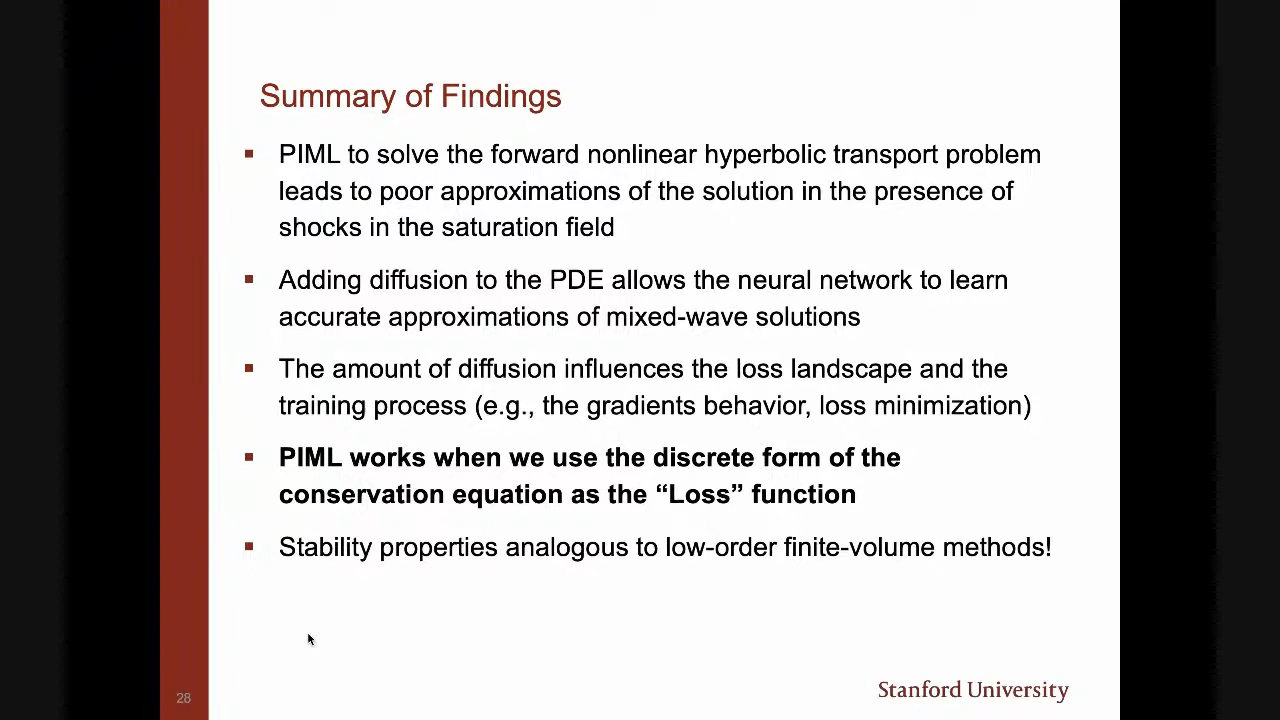 Summary of Findings
PIML to solve the forward nonlinear hyperbolic transport problem
leads to poor approximations of the solution in the presence of
shocks in the saturation field
Adding diffusion to the PDE allows the neural network to learn
accurate approximations of mixed-wave solutions
The amount of diffusion influences the loss landscape and the
training process (e.g., the gradients behavior, loss minimization)
PIML works when we use the discrete form of the
conservation equation as the “Loss” function
Stability properties analogous to low-order finite-volume methods!
28
Stanford University